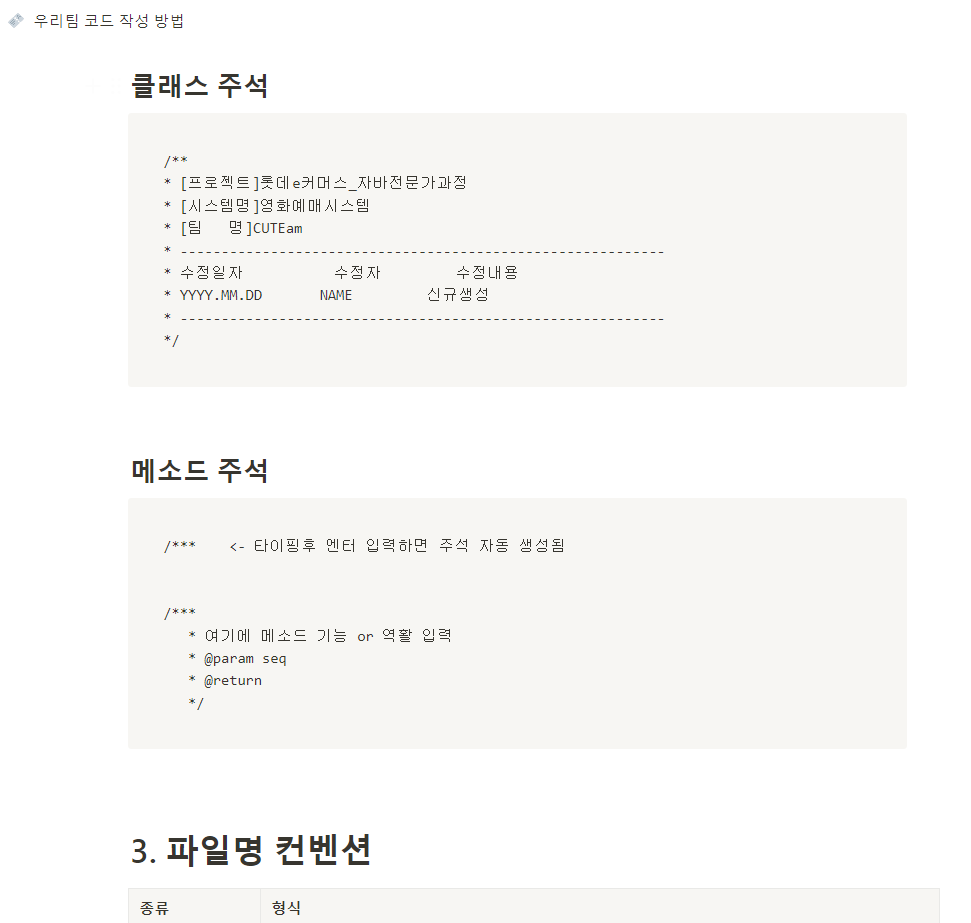 우리팀 코드 작성 방법
클래스 주석
/**
* [프로젝트]롯데e커머스_자바전문가과정
* [시스템명]영화예매시스템
* [팀   명]CUTEam
* -----------------------------------------------------------
* 수정일자           수정자         수정내용
* YYYY.MM.DD       NAME         신규생성
* -----------------------------------------------------------
*/
메소드 주석
/***    <- 타이핑후 엔터 입력하면 주석 자동 생성됨
/***
   * 여기에 메소드 기능 or 역활 입력
   * @param seq
   * @return
   */
3. 파일명 컨벤션
종류 형식